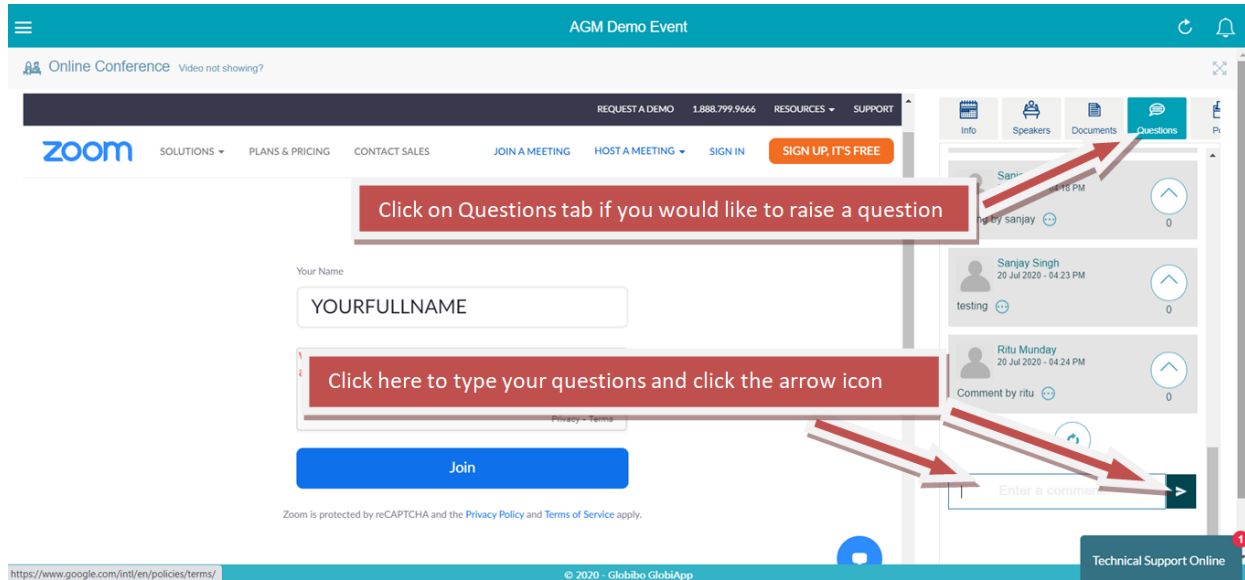 AGM Demo Event
Online Conference Video not showing?
REQUEST A DEMO 1.888.799.9666 RESOURCES SUPPORT
zoom SOLUTIONS PLANS & PRICING CONTACT SALES JOIN A MEETING HOST A MEETING SIGN IN SIGN UP, IT'S FREE
Info Speakers Documents Questions
Click on Questions tab if you would like to raise a question
18 PM
by sanjay
0
Your Name
YOURFULLNAME
Sanjay Singh
20 Jul 2020 - 04:23 PM
testing
0
Click here to type your questions and click the arrow icon
Privacy - Terms
Ritu Munday
20 Jul 2020 - 04:24 PM
Comment by ritu
0
Join
Enter a comm
Zoom is protected by reCAPTCHA and the Privacy Policy and Terms of Service apply.
1
Technical Support Online
https://www.google.com/intl/en/policies/terms/
© 2020 - Globibo GlobiApp